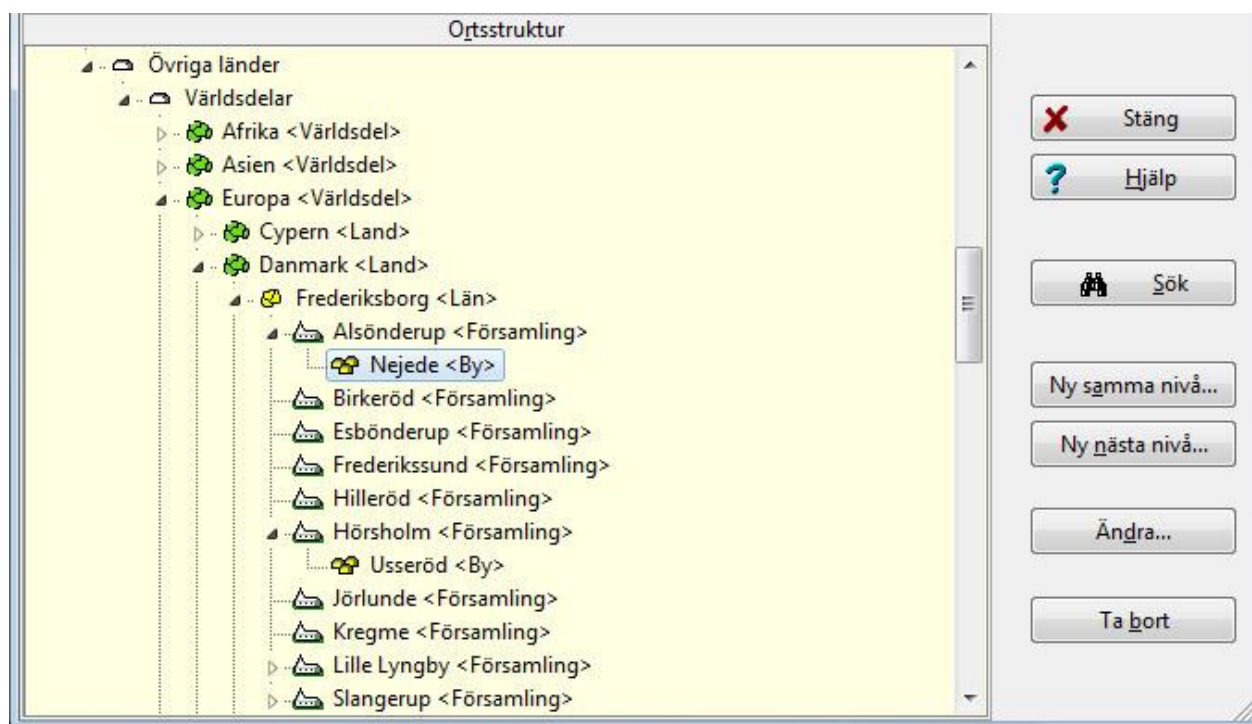 Ortsstruktur
Övriga länder
Världsdelar
Afrika <Världsdel>
Asien <Världsdel>
Europa <Världsdel>
Cypern <Land>
Danmark <Land>
Frederiksborg <Län>
Alsönderup <Församling>
Nejede <By>
Birkeröd <Församling>
Esbönderup <Församling>
Frederikssund <Församling>
Hilleröd <Församling>
Hörsholm <Församling>
Usseröd <By>
Jörlunde <Församling>
Kregme <Församling>
Lille Lyngby <Församling>
Slangerup <Församling>
Stäng
Hjälp
Sök
Ny samma nivå...
Ny nästa nivå...
Ändra...
Ta bort